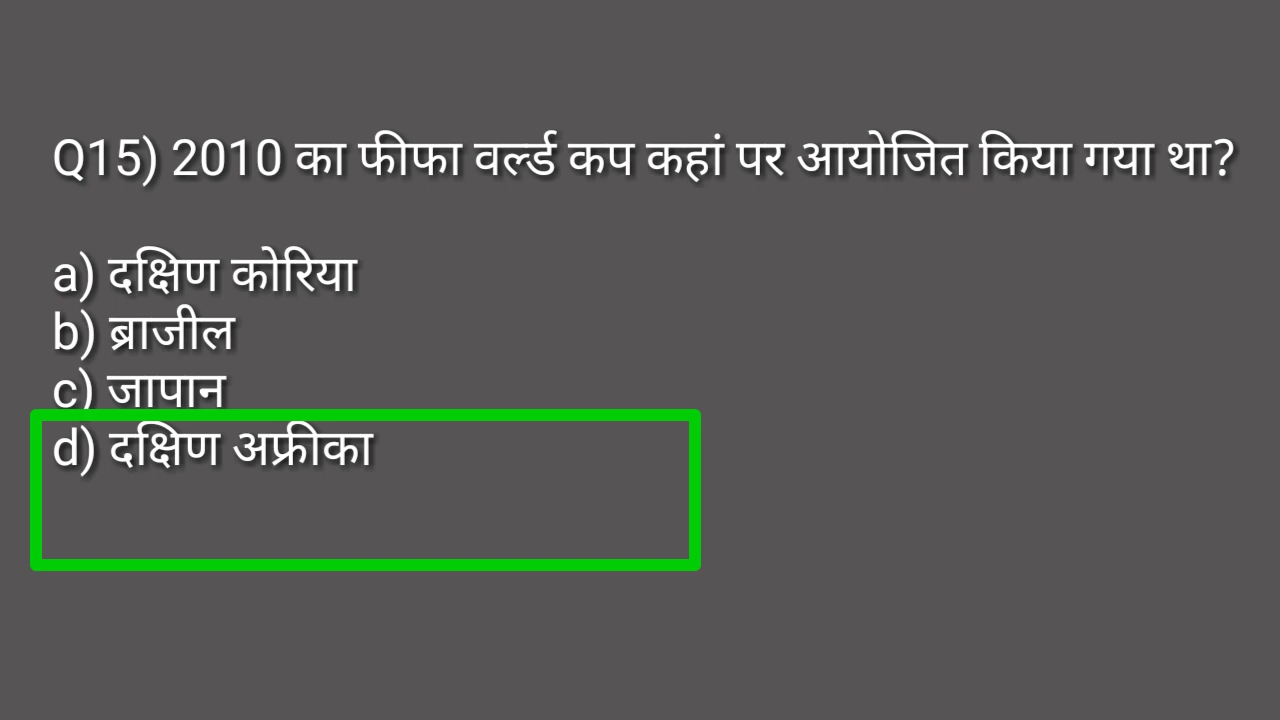 Q15) 2010 का फीफा वर्ल्ड कप कहां पर आयोजित किया गया था?
a) दक्षिण कोरिया
b) ब्राजील
c) जापान
d) दक्षिण अफ्रीका